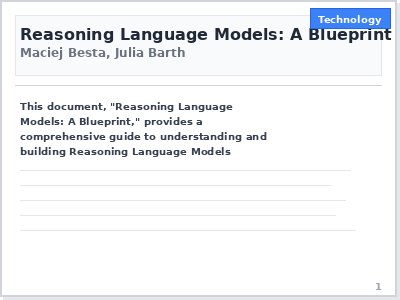 Technology
Reasoning Language Models: A Blueprint
Maciej Besta, Julia Barth
This document, "Reasoning Language
Models: A Blueprint," provides a
comprehensive guide to understanding and
building Reasoning Language Models
1